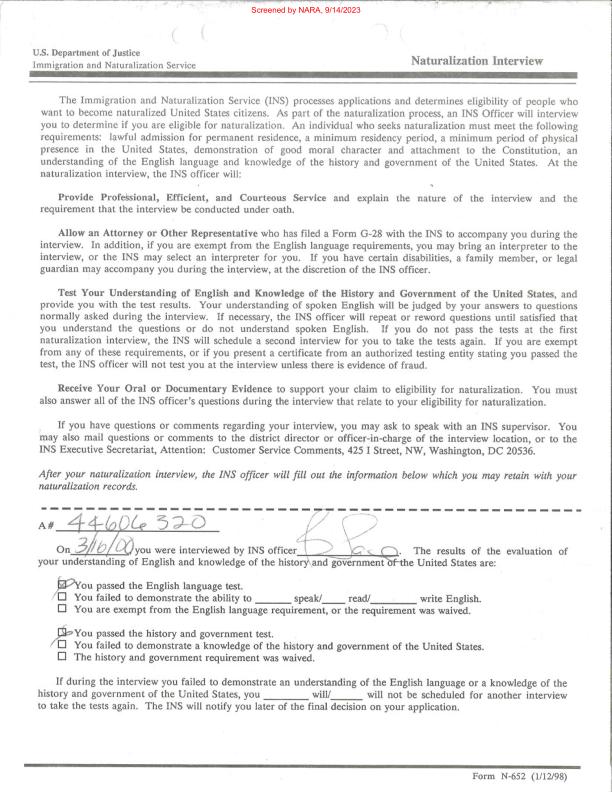 Screened by NARA, 9/14/2023
U.S. Department of Justice
Immigration and Naturalization Service
Naturalization Interview
The Immigration and Naturalization Service (INS) processes applications and determines eligibility of people who
want to become naturalized United States citizens. As part of the naturalization process, an INS Officer will interview
you to determine if you are eligible for naturalization. An individual who seeks naturalization must meet the following
requirements: lawful admission for permanent residence, a minimum residency period, a minimum period of physical
presence in the United States, demonstration of good moral character and attachment to the Constitution, an
understanding of the English language and knowledge of the history and government of the United States. At the
naturalization interview, the INS officer will:
Provide Professional, Efficient, and Courteous Service and explain the nature of the interview and the
requirement that the interview be conducted under oath.
Allow an Attorney or Other Representative who has filed a Form G-28 with the INS to accompany you during the
interview. In addition, if you are exempt from the English language requirements, you may bring an interpreter to the
interview, or the INS may select an interpreter for you. If you have certain disabilities, a family member, or legal
guardian may accompany you during the interview, at the discretion of the INS officer.
Test Your Understanding of English and Knowledge of the History and Government of the United States, and
provide you with the test results. Your understanding of spoken English will be judged by your answers to questions
normally asked during the interview. If necessary, the INS officer will repeat or reword questions until satisfied that
you understand the questions or do not understand spoken English. If you do not pass the tests at the first
naturalization interview, the INS will schedule a second interview for you to take the tests again. If you are exempt
from any of these requirements, or if you present a certificate from an authorized testing entity stating you passed the
test, the INS officer will not test you at the interview unless there is evidence of fraud.
Receive Your Oral or Documentary Evidence to support your claim to eligibility for naturalization. You must
also answer all of the INS officer's questions during the interview that relate to your eligibility for naturalization.
If you have questions or comments regarding your interview, you may ask to speak with an INS supervisor. You
may also mail questions or comments to the district director or officer-in-charge of the interview location, or to the
INS Executive Secretariat, Attention: Customer Service Comments, 425 I Street, NW, Washington, DC 20536.
After your naturalization interview, the INS officer will fill out the information below which you may retain with your
naturalization records.
A# 44606 320
On 3/16/00 you were interviewed by INS officer. The results of the evaluation of
your understanding of English and knowledge of the history and government of the United States are:
You passed the English language test.
You failed to demonstrate the ability to ______ speak/____ read/________ write English.
You are exempt from the English language requirement, or the requirement was waived.
You passed the history and government test.
You failed to demonstrate a knowledge of the history and government of the United States.
The history and government requirement was waived.
If during the interview you failed to demonstrate an understanding of the English language or a knowledge of the
history and government of the United States, you ________ will/______ will not be scheduled for another interview
to take the tests again. The INS will notify you later of the final decision on your application.
Form N-652 (1/12/98)